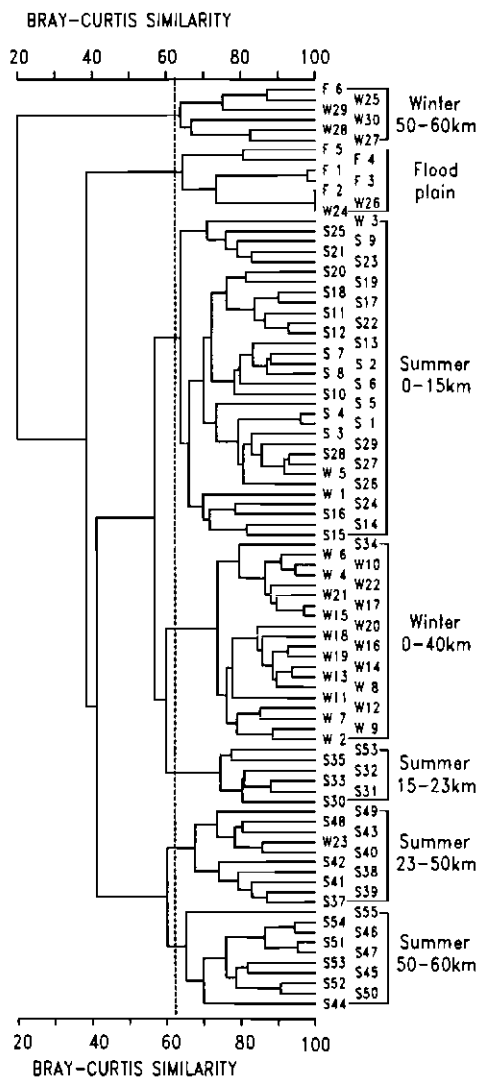 BRAY-CURTIS SIMILARITY
20 40 60 80 100
F 6
W25
W29
W30
W28
W27
Winter
50-60km
F 5
F 4
F 1
F 3
F 2
W26
W24
Flood
plain
W 3
S25
S 9
S21
S23
S20
S19
S18
S17
S11
S22
S12
S13
S 7
S 2
S 8
S 6
S10
S 5
S 4
S 1
S 3
S29
S28
S27
W 5
S26
W 1
S24
S16
S14
S15
Summer
0-15km
S34
W 6
W10
W 4
W22
W21
W17
W15
W20
W18
W16
W19
W14
W13
W 8
W11
W12
W 7
W 9
W 2
Winter
0-40km
S53
S35
S32
S33
S31
S30
Summer
15-23km
S49
S48
S43
W23
S40
S42
S38
S41
S39
S37
Summer
23-50km
S55
S54
S46
S51
S47
S53
S45
S52
S50
S44
Summer
50-60km
20 40 60 80 100
BRAY-CURTIS SIMILARITY